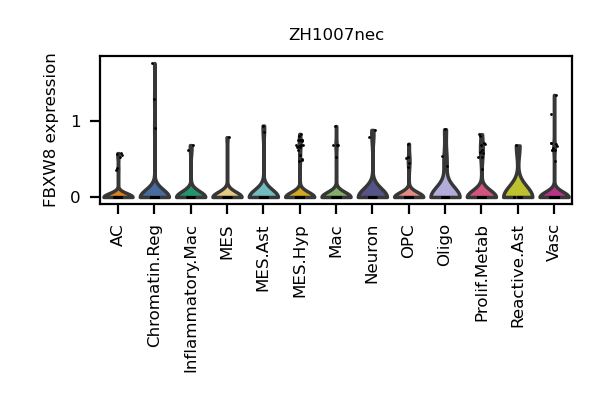 ZH1007nec
FBXW8 expression
1
0
AC
Chromatin.Reg
Inflammatory.Mac
MES
MES.Ast
MES.Hyp
Mac
Neuron
OPC
Oligo
Prolif.Metab
Reactive.Ast
Vasc